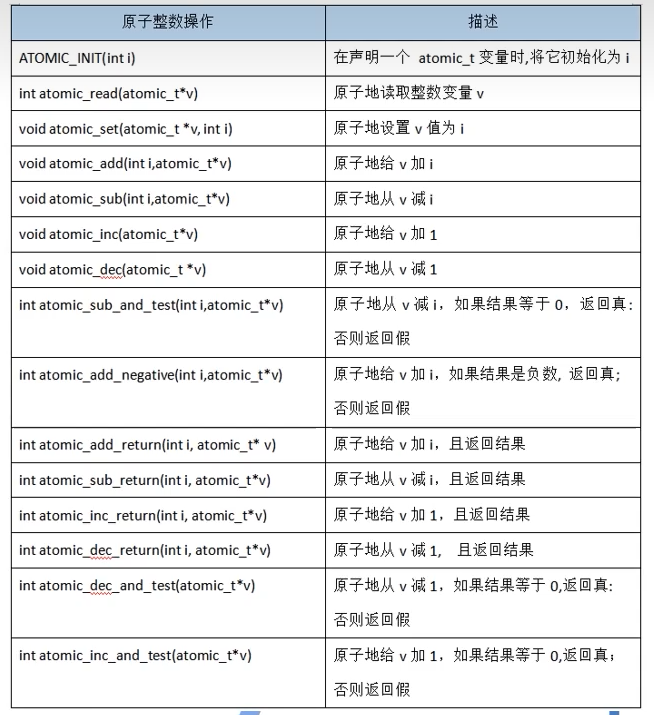 原子整数操作 描述
ATOMIC_INIT(int i) 在声明一个 atomic_t 变量时,将它初始化为 i
int atomic_read(atomic_t*v) 原子地读取整数变量 v
void atomic_set(atomic_t *v, int i) 原子地设置 v 值为 i
void atomic_add(int i,atomic_t*v) 原子地给 v 加 i
void atomic_sub(int i,atomic_t*v) 原子地从 v 减 i
void atomic_inc(atomic_t*v) 原子地给 v 加 1
void atomic_dec(atomic_t *v) 原子地从 v 减 1
int atomic_sub_and_test(int i,atomic_t*v) 原子地从 v 减 i，如果结果等于 0，返回真:
否则返回假
int atomic_add_negative(int i,atomic_t*v) 原子地给 v 加 i，如果结果是负数, 返回真;
否则返回假
int atomic_add_return(int i, atomic_t* v) 原子地给 v 加 i，且返回结果
int atomic_sub_return(int i, atomic_t*v) 原子地从 v 减 i，且返回结果
int atomic_inc_return(int i, atomic_t*v) 原子地给 v 加 1，且返回结果
int atomic_dec_return(int i, atomic_t*v) 原子地从 v 减 1, 且返回结果
int atomic_dec_and_test(atomic_t*v) 原子地从 v 减 1，如果结果等于 0,返回真:
否则返回假
int atomic_inc_and_test(atomic_t*v) 原子地给 v 加 1，如果结果等于 0,返回真；
否则返回假